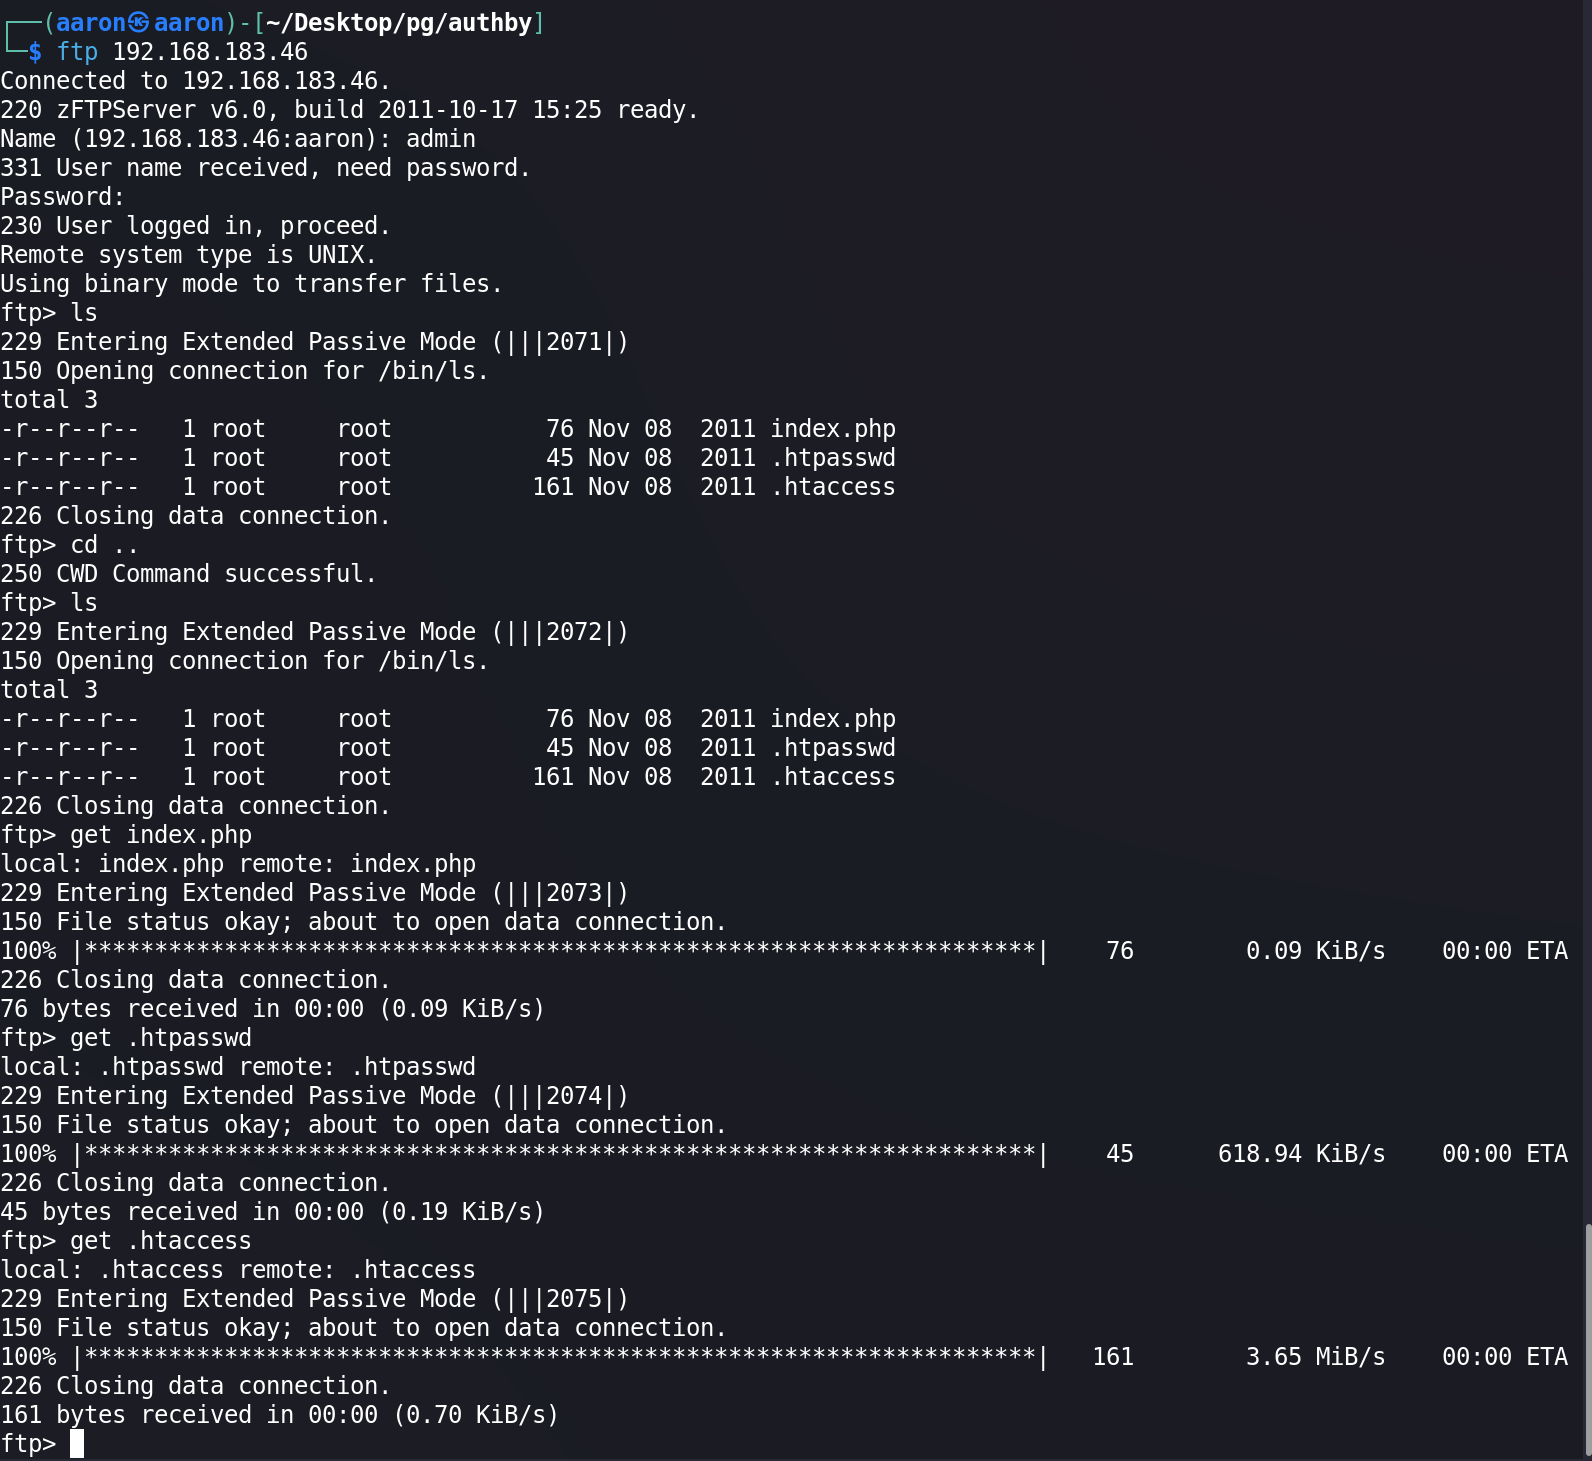 ┌──(aaron㉿aaron)-[~/Desktop/pg/authby]
└─$ ftp 192.168.183.46
Connected to 192.168.183.46.
220 zFTPServer v6.0, build 2011-10-17 15:25 ready.
Name (192.168.183.46:aaron): admin
331 User name received, need password.
Password:
230 User logged in, proceed.
Remote system type is UNIX.
Using binary mode to transfer files.
ftp> ls
229 Entering Extended Passive Mode (|||2071|)
150 Opening connection for /bin/ls.
total 3
-r--r--r--   1 root     root           76 Nov 08  2011 index.php
-r--r--r--   1 root     root           45 Nov 08  2011 .htpasswd
-r--r--r--   1 root     root          161 Nov 08  2011 .htaccess
226 Closing data connection.
ftp> cd ..
250 CWD Command successful.
ftp> ls
229 Entering Extended Passive Mode (|||2072|)
150 Opening connection for /bin/ls.
total 3
-r--r--r--   1 root     root           76 Nov 08  2011 index.php
-r--r--r--   1 root     root           45 Nov 08  2011 .htpasswd
-r--r--r--   1 root     root          161 Nov 08  2011 .htaccess
226 Closing data connection.
ftp> get index.php
local: index.php remote: index.php
229 Entering Extended Passive Mode (|||2073|)
150 File status okay; about to open data connection.
100% |********************************************************************|    76        0.09 KiB/s    00:00 ETA
226 Closing data connection.
76 bytes received in 00:00 (0.09 KiB/s)
ftp> get .htpasswd
local: .htpasswd remote: .htpasswd
229 Entering Extended Passive Mode (|||2074|)
150 File status okay; about to open data connection.
100% |********************************************************************|    45      618.94 KiB/s    00:00 ETA
226 Closing data connection.
45 bytes received in 00:00 (0.19 KiB/s)
ftp> get .htaccess
local: .htaccess remote: .htaccess
229 Entering Extended Passive Mode (|||2075|)
150 File status okay; about to open data connection.
100% |********************************************************************|   161        3.65 MiB/s    00:00 ETA
226 Closing data connection.
161 bytes received in 00:00 (0.70 KiB/s)
ftp>